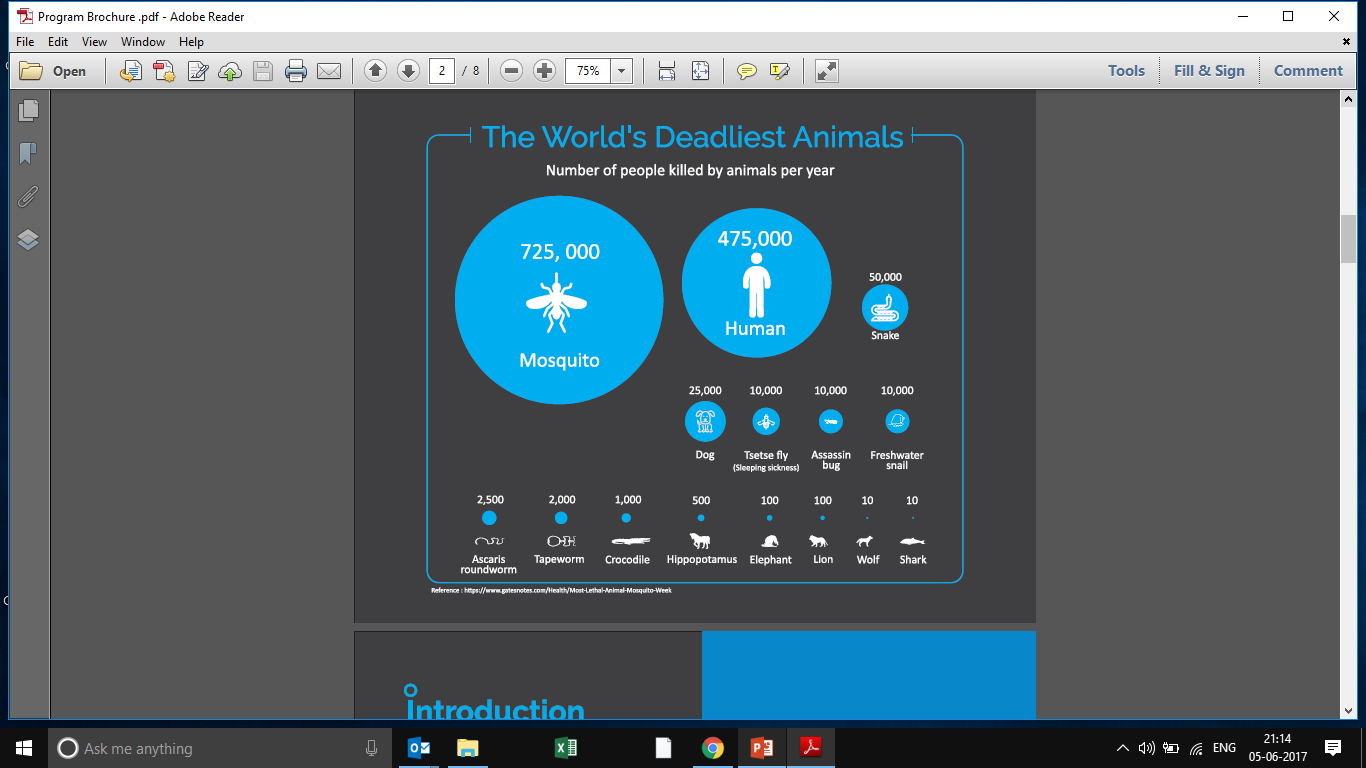 Program Brochure .pdf - Adobe Reader
File Edit View Window Help
Open 2 / 8 75% Tools Fill & Sign Comment
The World's Deadliest Animals
Number of people killed by animals per year
725, 000
Mosquito
475,000
Human
50,000
Snake
25,000 10,000 10,000 10,000
Dog Tsetse fly Assassin Freshwater
(Sleeping sickness) bug snail
2,500 2,000 1,000 500 100 100 10 10
Ascaris Tapeworm Crocodile Hippopotamus Elephant Lion Wolf Shark
roundworm
Reference : https://www.gatesnotes.com/Health/Most-Lethal-Animal-Mosquito-Week
introduction
Ask me anything
ENG 21:14
05-06-2017